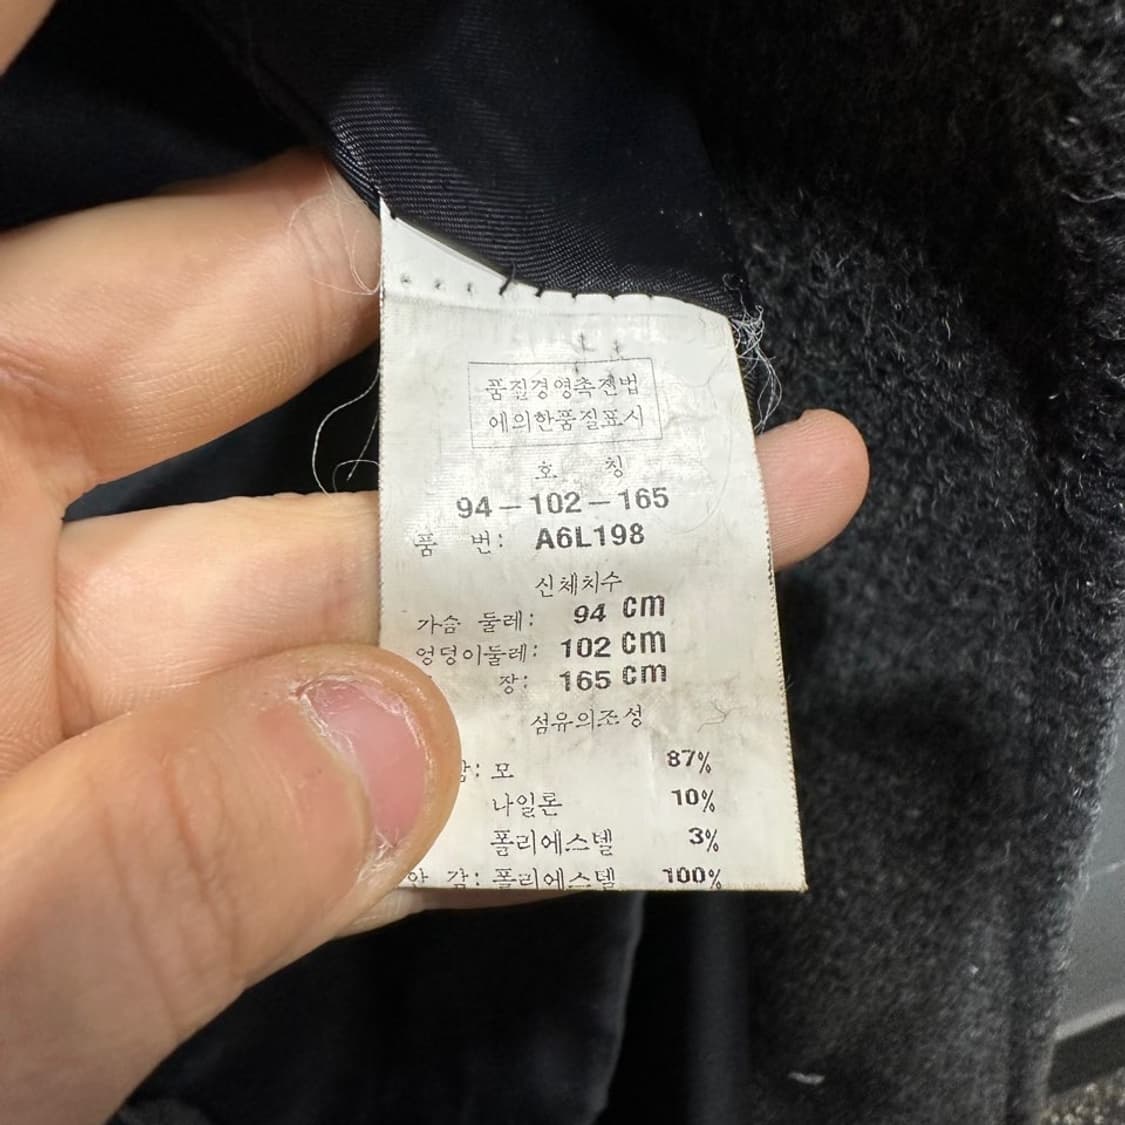 품질경영촉진법
에의한품질표시
호 칭
94-102-165
품 번: A6L198
신체치수
가슴 둘레: 94 cm
엉덩이둘레: 102 cm
장: 165 cm
섬유의조성
감: 모 87%
나일론 10%
폴리에스텔 3%
안 감: 폴리에스텔 100%